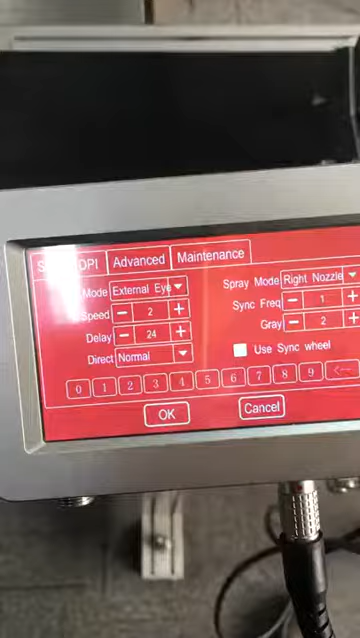 DPI Advanced Maintenance
Mode External Eye Spray Mode Right Nozzle
Speed - 2 + Sync Freq - 1 +
Delay - 24 + Gray - 2 +
Direct Normal Use Sync wheel
0 1 2 3 4 5 6 7 8 9 <--
OK Cancel